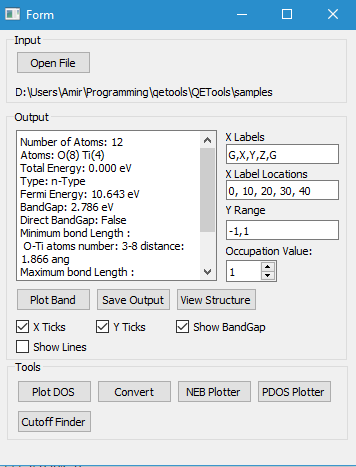 Form
Input
Open File
D:\Users\Amir\Programming\qetools\QETools\samples
Output
Number of Atoms: 12
Atoms: O(8) Ti(4)
Total Energy: 0.000 eV
Type: n-Type
Fermi Energy: 10.643 eV
BandGap: 2.786 eV
Direct BandGap: False
Minimum bond Length :
O-Ti atoms number: 3-8 distance:
1.866 ang
Maximum bond Length :
X Labels
G,X,Y,Z,G
X Label Locations
0, 10, 20, 30, 40
Y Range
-1,1
Occupation Value:
1
Plot Band Save Output View Structure
X Ticks Y Ticks Show BandGap
Show Lines
Tools
Plot DOS Convert NEB Plotter PDOS Plotter
Cutoff Finder